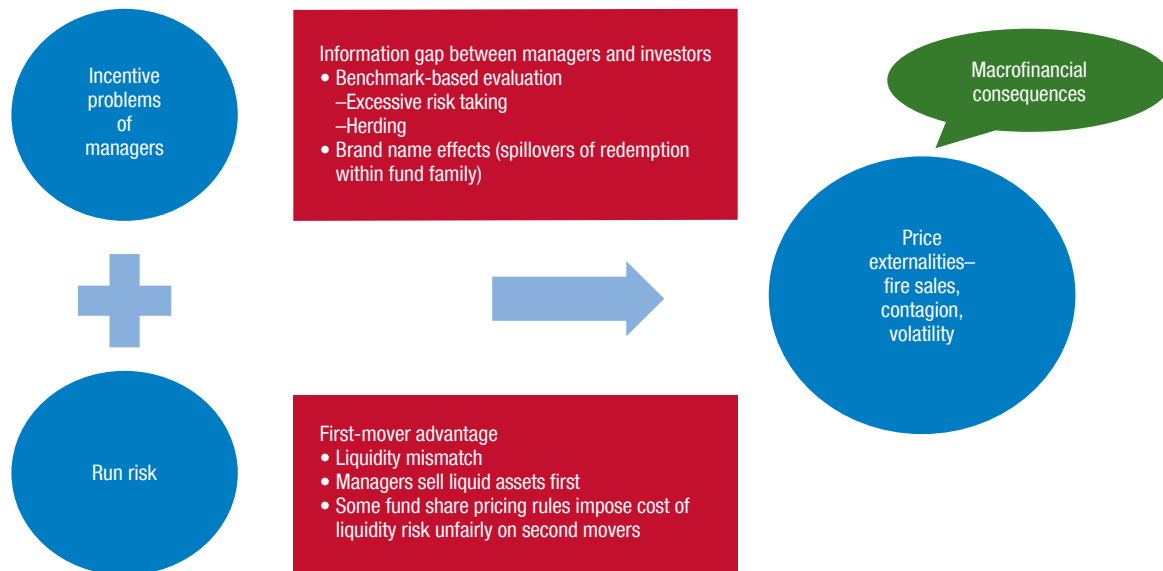 Incentive
problems
of
managers
Information gap between managers and investors
• Benchmark-based evaluation
–Excessive risk taking
–Herding
• Brand name effects (spillovers of redemption
within fund family)
Macrofinancial
consequences
Price
externalities–
fire sales,
contagion,
volatility
Run risk
First-mover advantage
• Liquidity mismatch
• Managers sell liquid assets first
• Some fund share pricing rules impose cost of
liquidity risk unfairly on second movers